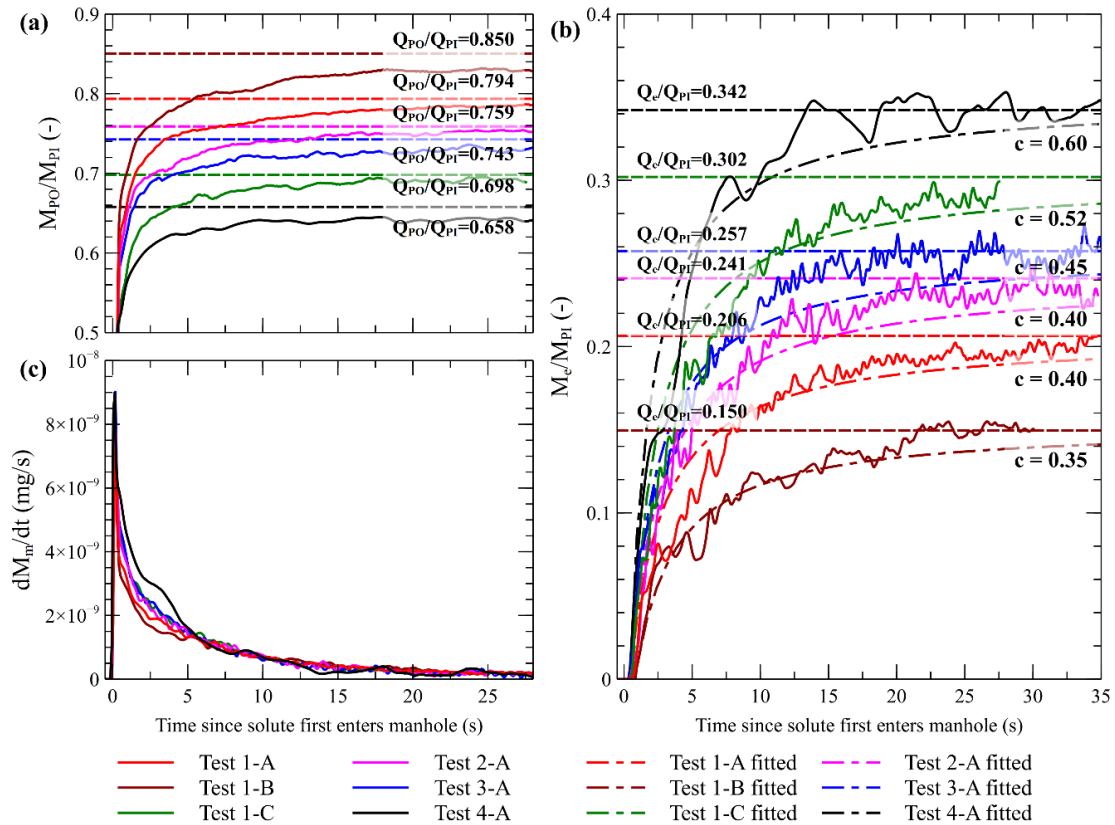 (a)
0.9
0.8
0.7
0.6
0.5
M_PO/M_PI (-)
Q_PO/Q_PI=0.850
Q_PO/Q_PI=0.794
Q_PO/Q_PI=0.759
Q_PO/Q_PI=0.743
Q_PO/Q_PI=0.698
Q_PO/Q_PI=0.658
(c)
10⁻⁸
8×10⁻⁹
6×10⁻⁹
4×10⁻⁹
2×10⁻⁹
0
dM_m/dt (mg/s)
0 5 10 15 20 25
Time since solute first enters manhole (s)
(b)
0.4
0.3
0.2
0.1
0
M_e/M_PI (-)
Q_e/Q_PI=0.342
Q_e/Q_PI=0.302
Q_e/Q_PI=0.257
Q_e/Q_PI=0.241
Q_e/Q_PI=0.206
Q_e/Q_PI=0.150
c = 0.60
c = 0.52
c = 0.45
c = 0.40
c = 0.40
c = 0.35
0 5 10 15 20 25 30 35
Time since solute first enters manhole (s)
Test 1-A
Test 1-B
Test 1-C
Test 2-A
Test 3-A
Test 4-A
Test 1-A fitted
Test 1-B fitted
Test 1-C fitted
Test 2-A fitted
Test 3-A fitted
Test 4-A fitted